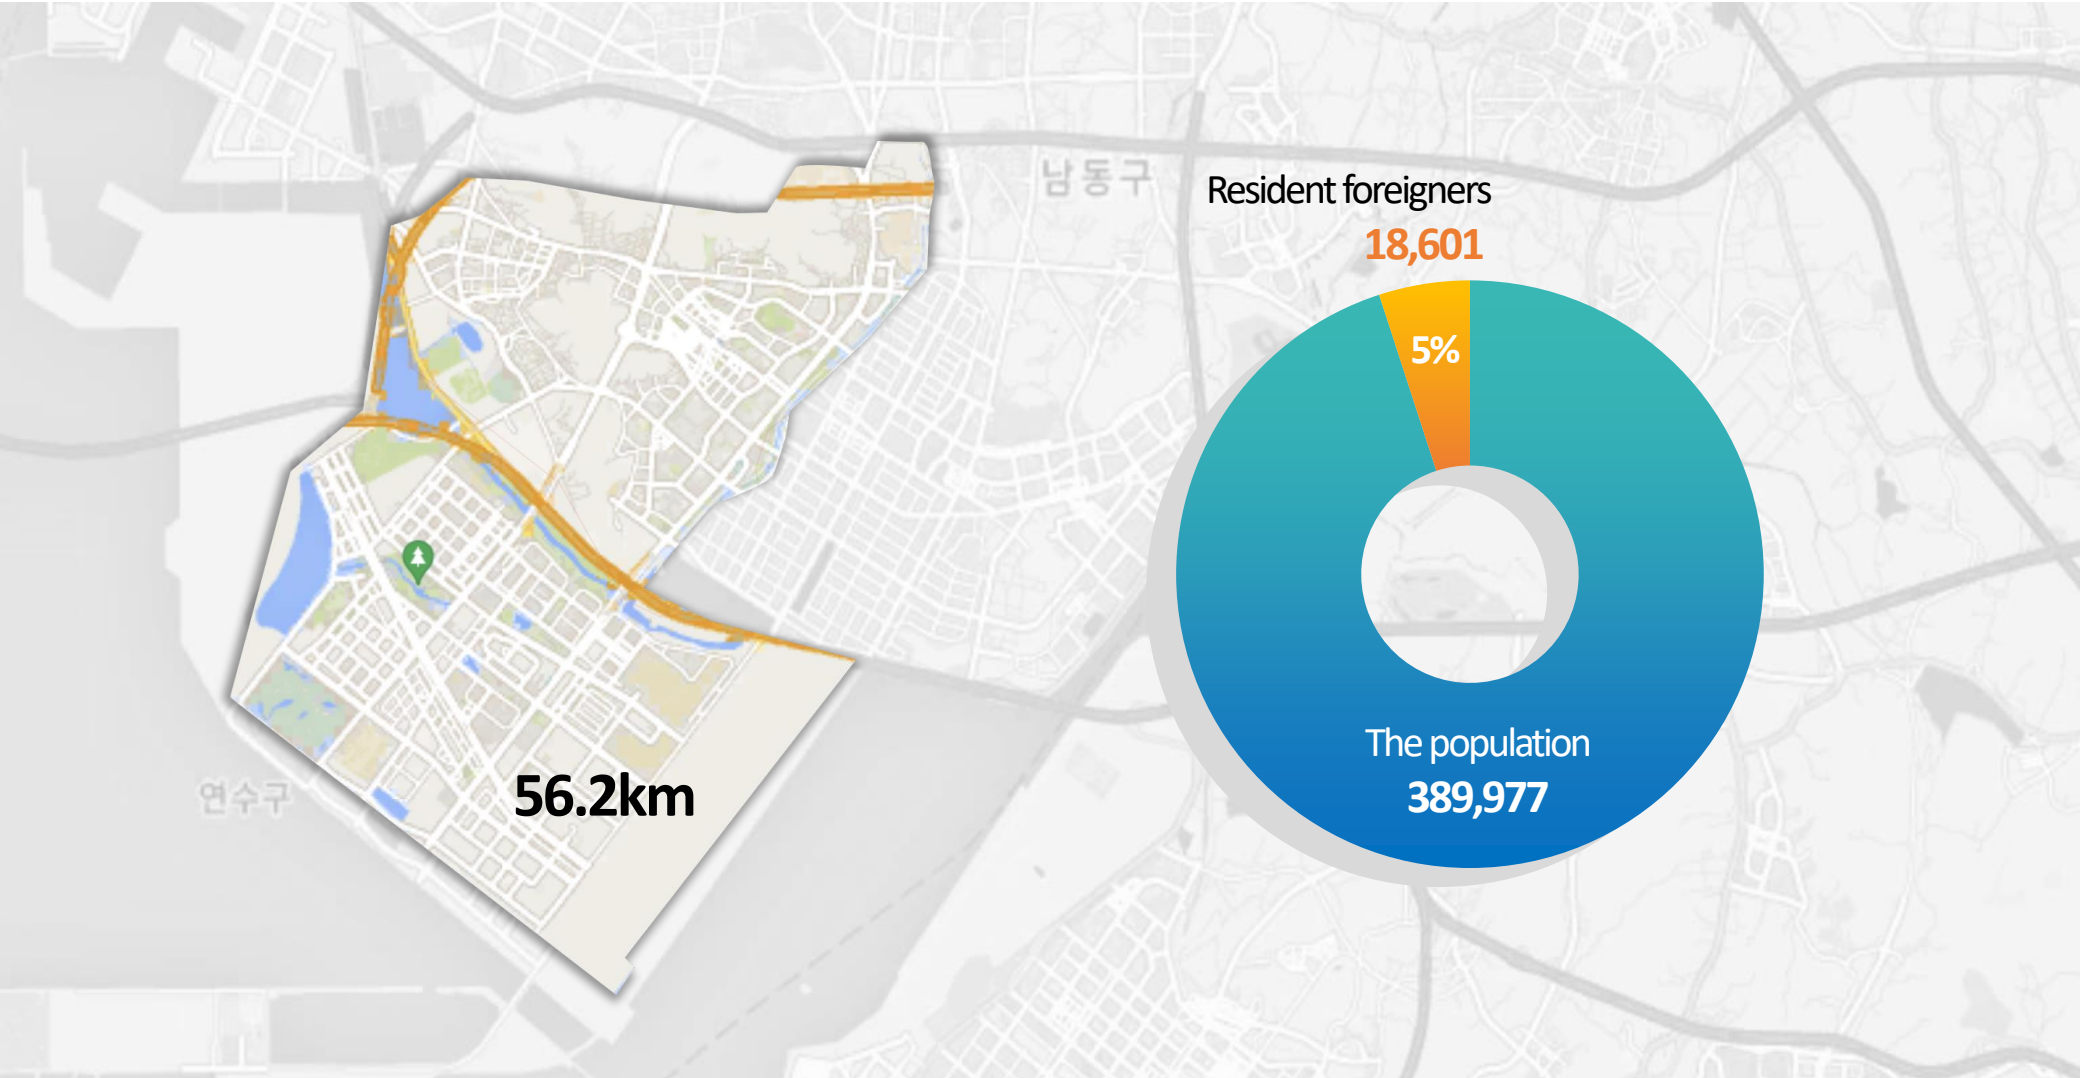 남동구
Resident foreigners
18,601
5%
The population
389,977
56.2km
연수구